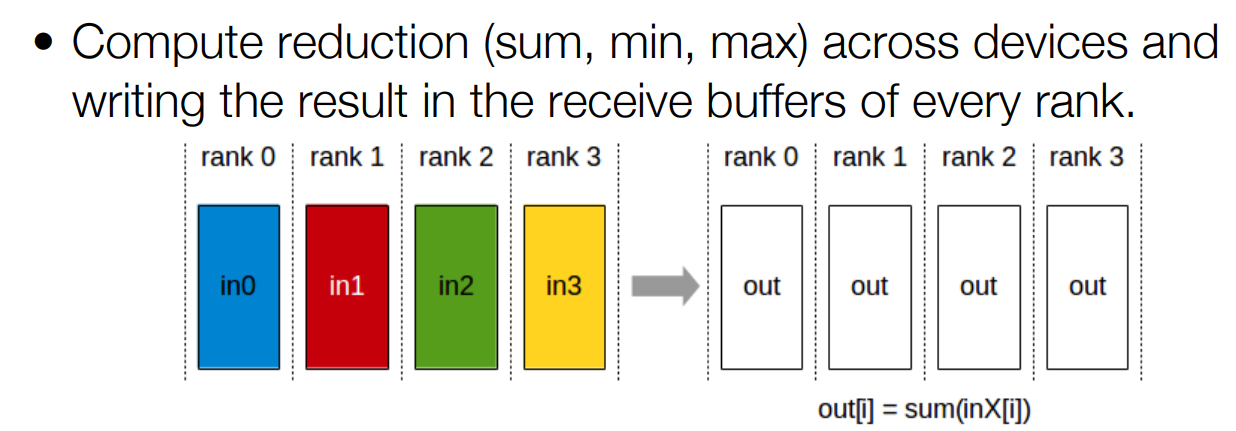 • Compute reduction (sum, min, max) across devices and
writing the result in the receive buffers of every rank.
rank 0 rank 1 rank 2 rank 3 rank 0 rank 1 rank 2 rank 3
in0 in1 in2 in3 out out out out
out[i] = sum(inX[i])